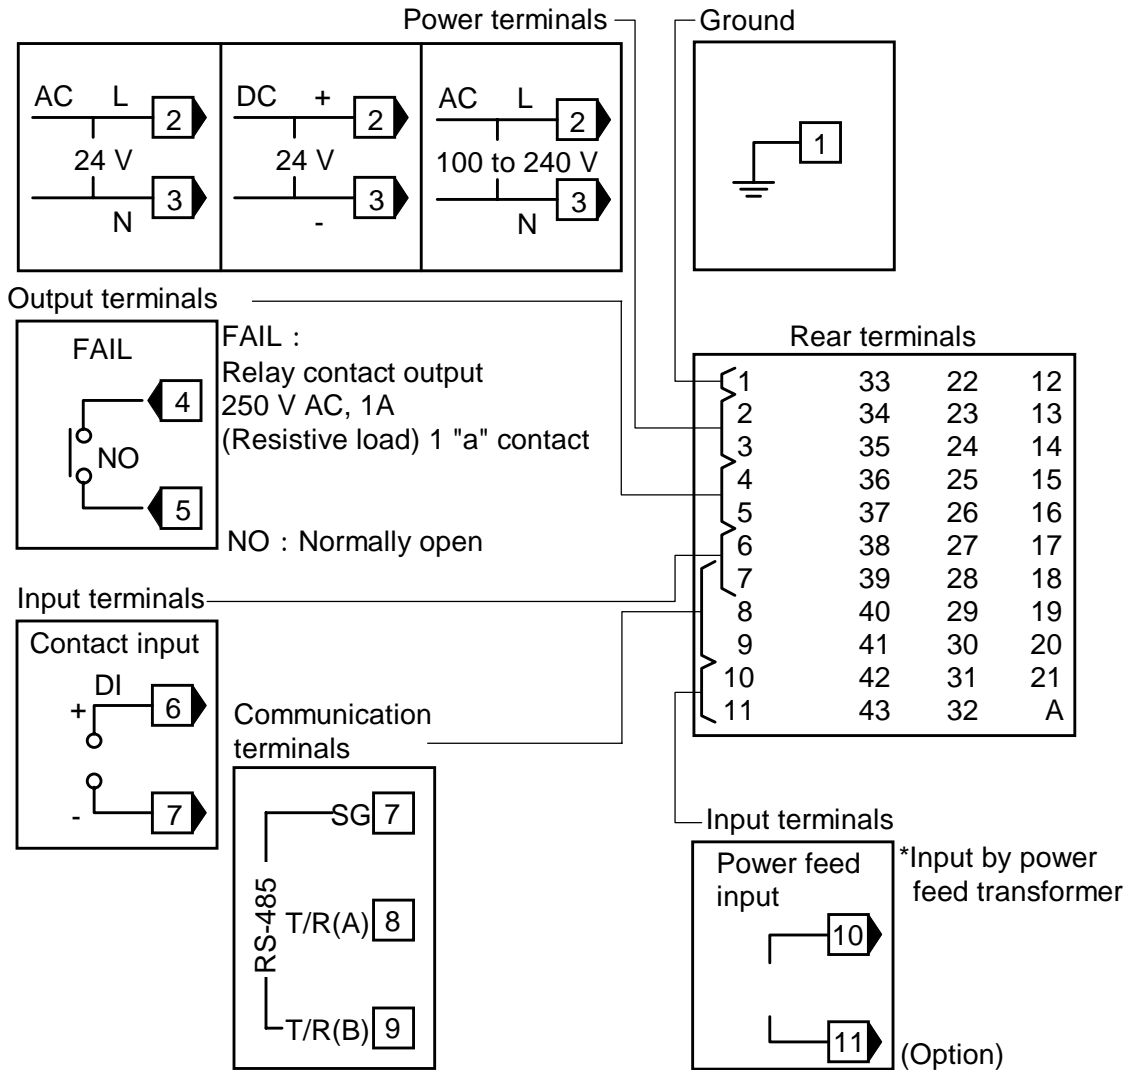 Power terminals
Ground
AC L 2
24 V
3
N
DC + 2
24 V
3
-
AC L 2
100 to 240 V
3
N
1
Output terminals
FAIL
4
NO
5
FAIL :
Relay contact output
250 V AC, 1A
(Resistive load) 1 "a" contact
NO : Normally open
Rear terminals
1 33 22 12
2 34 23 13
3 35 24 14
4 36 25 15
5 37 26 16
6 38 27 17
7 39 28 18
8 40 29 19
9 41 30 20
10 42 31 21
11 43 32 A
Input terminals
Contact input
DI
+ 6
- 7
Communication
terminals
SG 7
RS-485
T/R(A) 8
T/R(B) 9
Input terminals
Power feed
input
10
11
*Input by power
feed transformer
(Option)